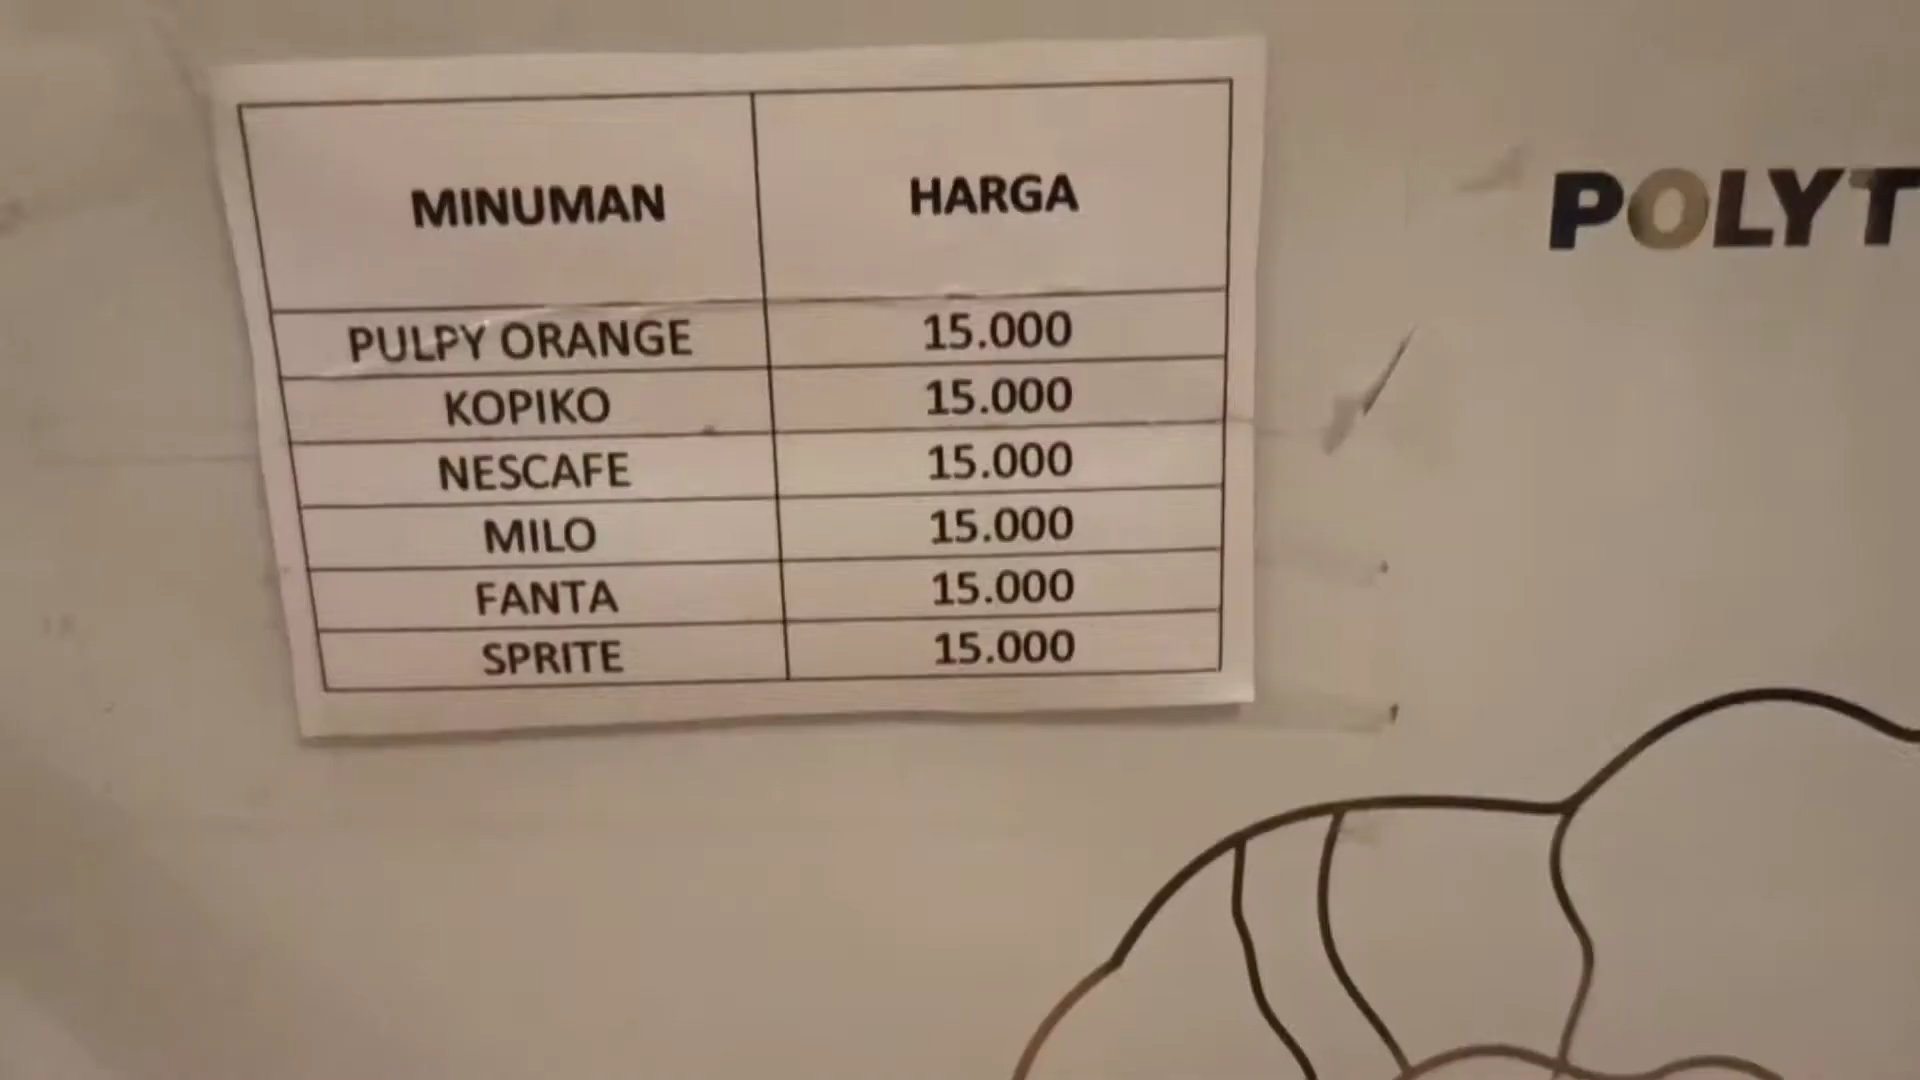 MINUMAN HARGA
PULPY ORANGE 15.000
KOPIKO 15.000
NESCAFE 15.000
MILO 15.000
FANTA 15.000
SPRITE 15.000
POLYT